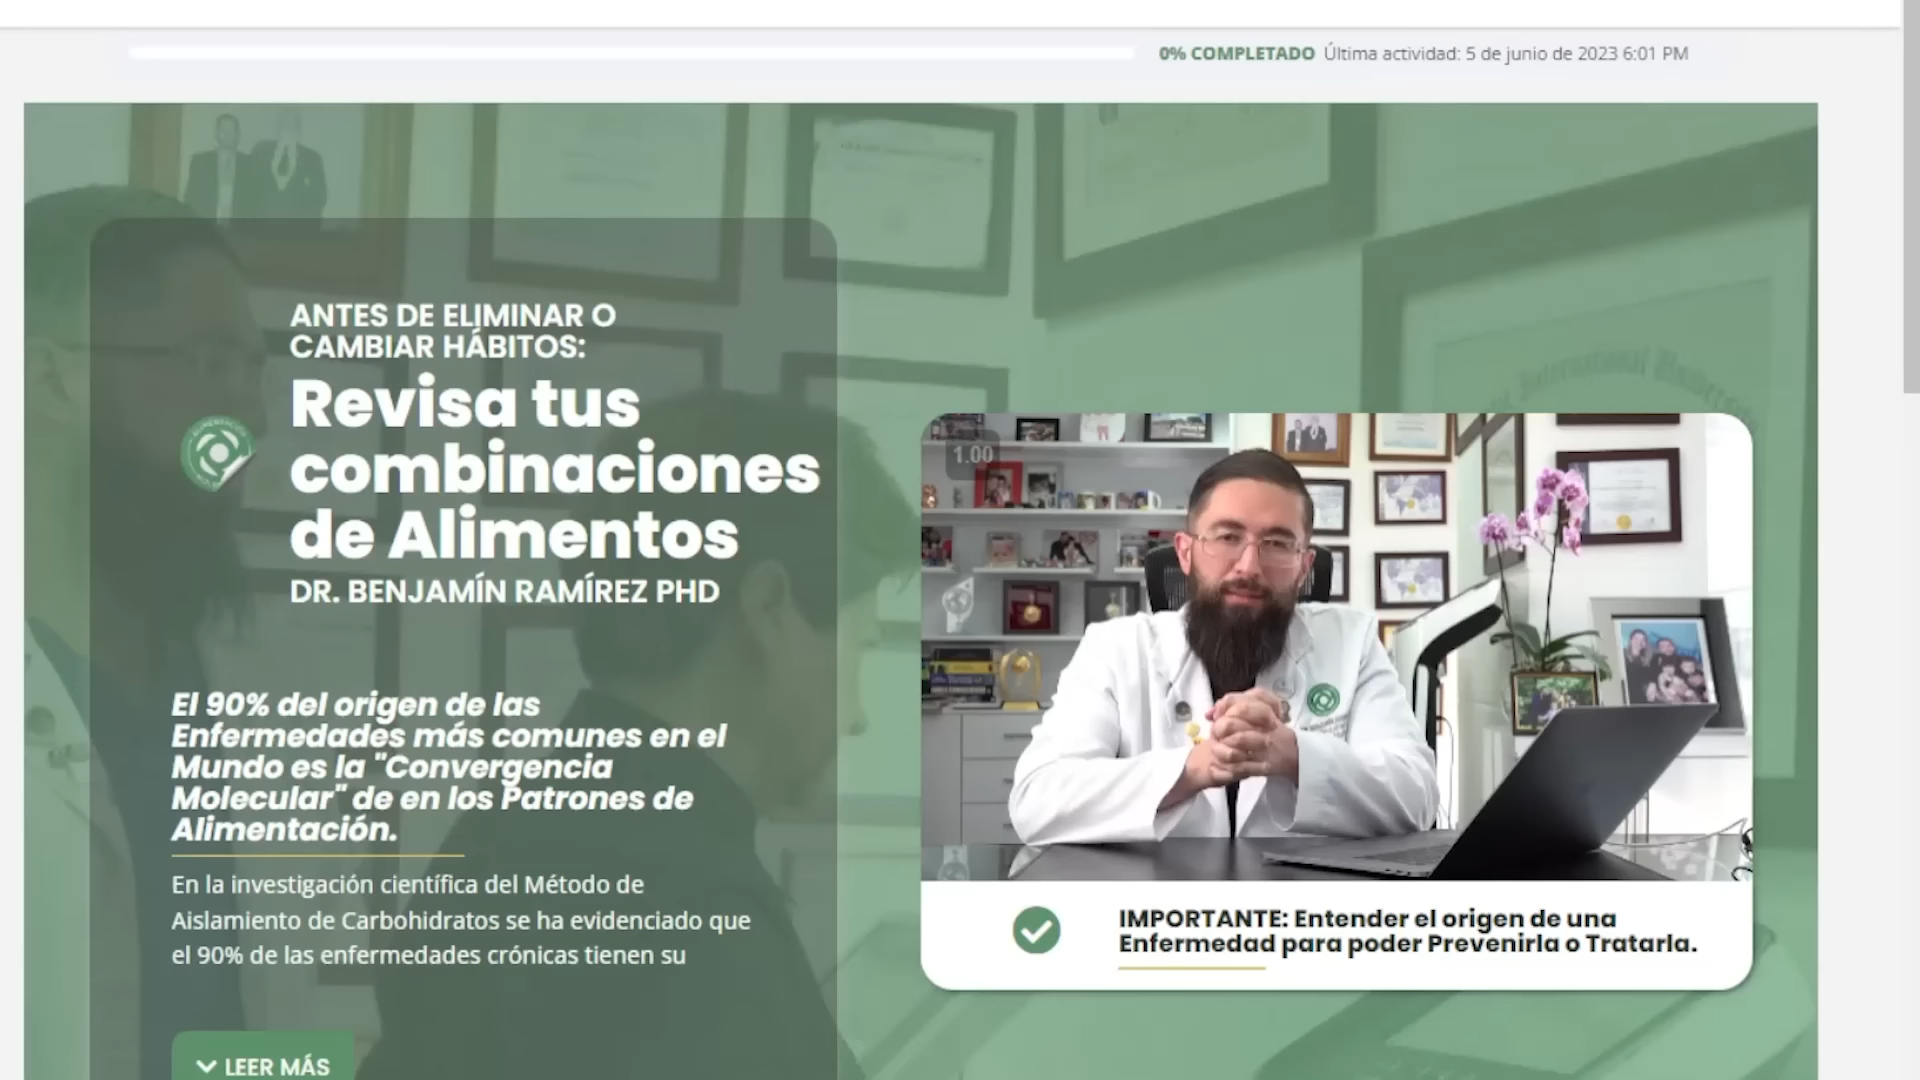 0% COMPLETADO Última actividad: 5 de junio de 2023 6:01 PM
ANTES DE ELIMINAR O
CAMBIAR HÁBITOS:
Revisa tus
combinaciones
de Alimentos
DR. BENJAMÍN RAMÍREZ PHD
El 90% del origen de las
Enfermedades más comunes en el
Mundo es la "Convergencia
Molecular" de en los Patrones de
Alimentación.
En la investigación científica del Método de
Aislamiento de Carbohidratos se ha evidenciado que
el 90% de las enfermedades crónicas tienen su
LEER MÁS
1.00
IMPORTANTE: Entender el origen de una
Enfermedad para poder Prevenirla o Tratarla.